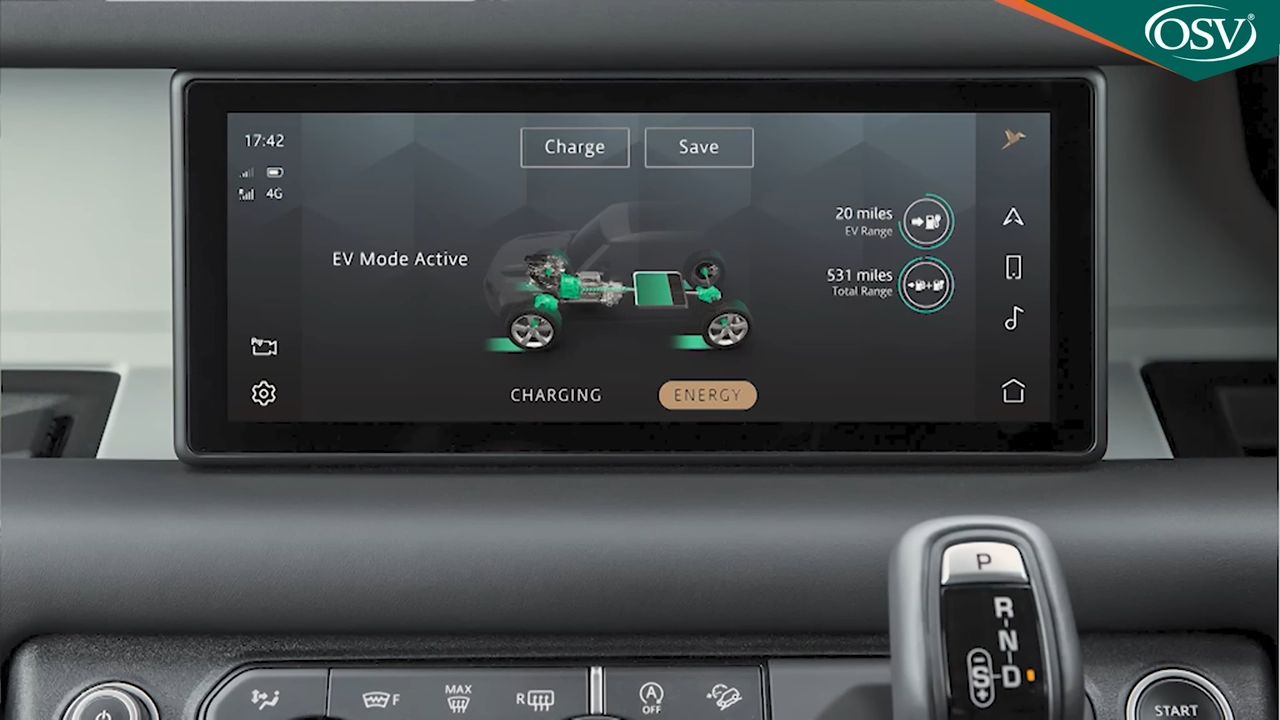 OSV®
17:42
4G
Charge
Save
EV Mode Active
20 miles
EV Range
531 miles
Total Range
CHARGING
ENERGY
P
R
N
D
S
F
MAX
R
A
OFF
START